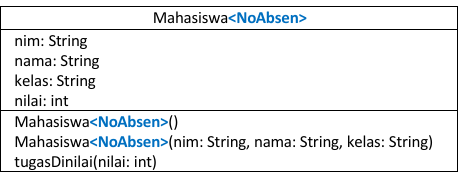 Mahasiswa<NoAbsen>
nim: String
nama: String
kelas: String
nilai: int
Mahasiswa<NoAbsen>()
Mahasiswa<NoAbsen>(nim: String, nama: String, kelas: String)
tugasDinilai(nilai: int)